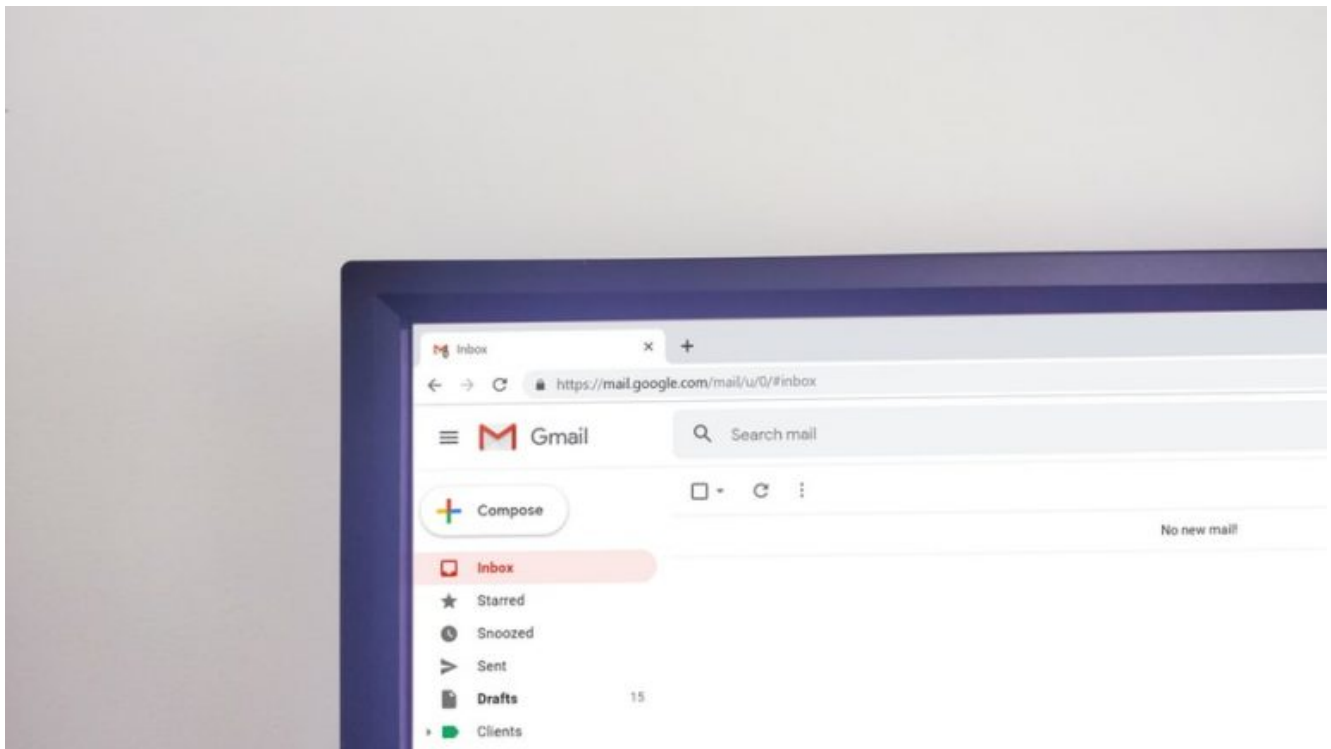 Inbox
https://mail.google.com/mail/u/0/#inbox
Gmail
Search mail
Compose
No new mail!
Inbox
Starred
Snoozed
Sent
Drafts 15
Clients